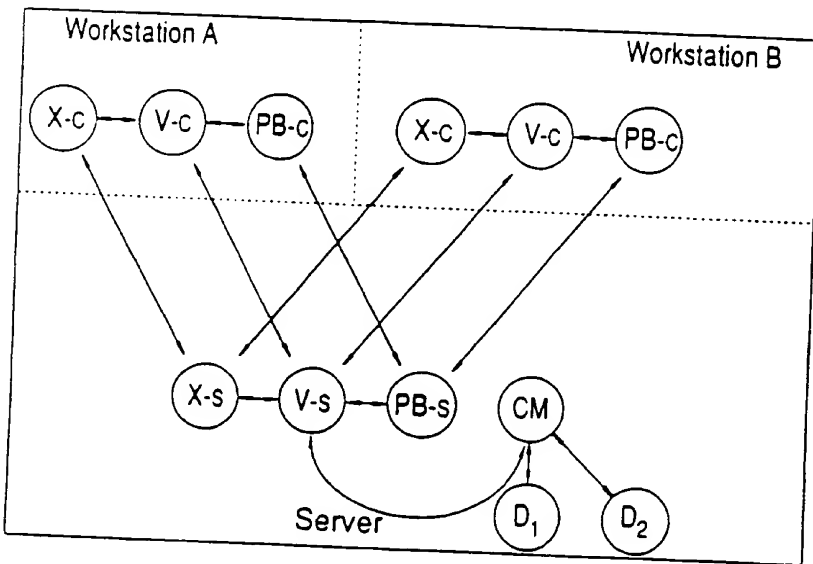 Workstation A
Workstation B
X-c
V-c
PB-c
X-c
V-c
PB-c
X-s
V-s
PB-s
CM
Server
D1
D2